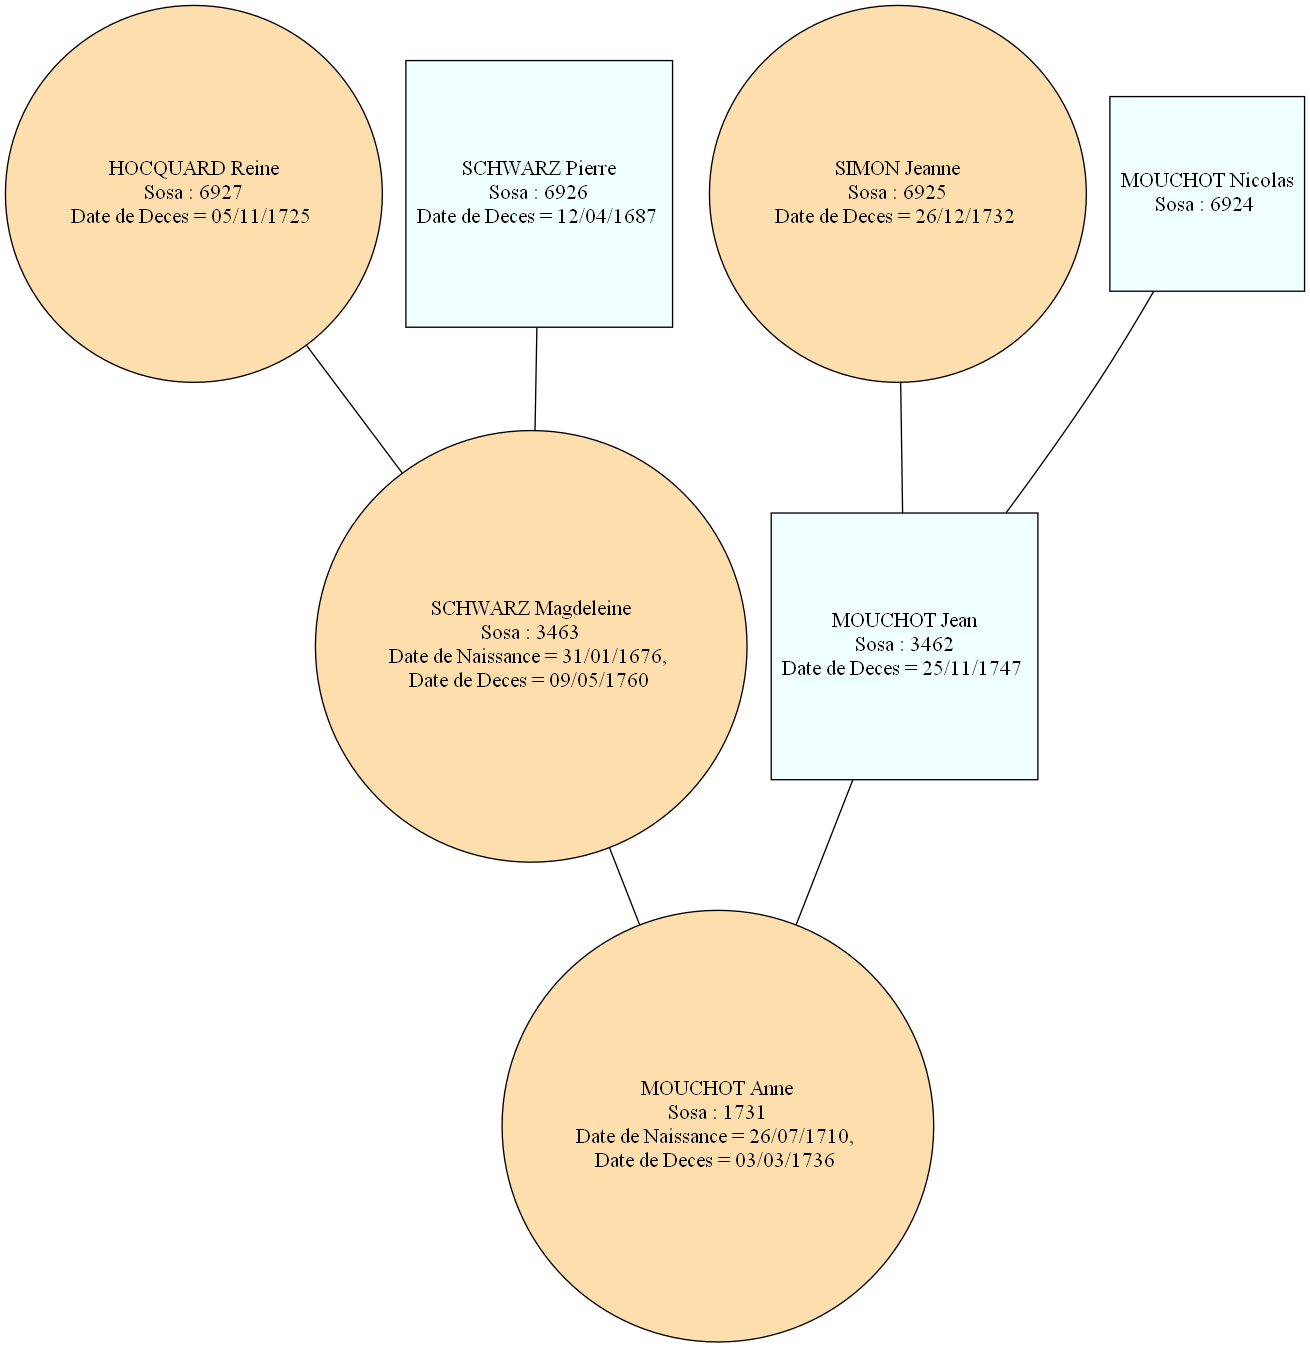 HOCQUARD Reine
Sosa : 6927
Date de Deces = 05/11/1725
SCHWARZ Pierre
Sosa : 6926
Date de Deces = 12/04/1687
SIMON Jeanne
Sosa : 6925
Date de Deces = 26/12/1732
MOUCHOT Nicolas
Sosa : 6924
SCHWARZ Magdeleine
Sosa : 3463
Date de Naissance = 31/01/1676,
Date de Deces = 09/05/1760
MOUCHOT Jean
Sosa : 3462
Date de Deces = 25/11/1747
MOUCHOT Anne
Sosa : 1731
Date de Naissance = 26/07/1710,
Date de Deces = 03/03/1736